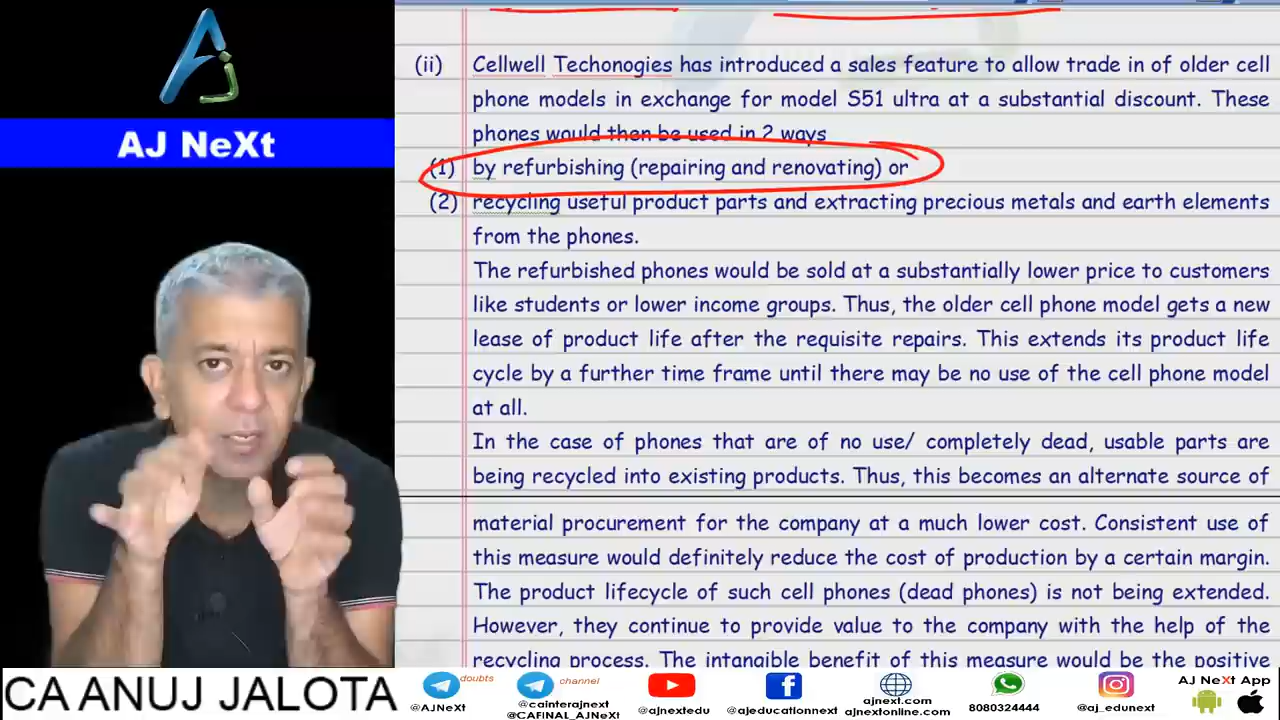 Aj
AJ NeXt
(ii) Cellwell Techonogies has introduced a sales feature to allow trade in of older cell
phone models in exchange for model S51 ultra at a substantial discount. These
phones would then be used in 2 ways
(1) by refurbishing (repairing and renovating) or
(2) recycling useful product parts and extracting precious metals and earth elements
from the phones.
The refurbished phones would be sold at a substantially lower price to customers
like students or lower income groups. Thus, the older cell phone model gets a new
lease of product life after the requisite repairs. This extends its product life
cycle by a further time frame until there may be no use of the cell phone model
at all.
In the case of phones that are of no use/ completely dead, usable parts are
being recycled into existing products. Thus, this becomes an alternate source of
material procurement for the company at a much lower cost. Consistent use of
this measure would definitely reduce the cost of production by a certain margin.
The product lifecycle of such cell phones (dead phones) is not being extended.
However, they continue to provide value to the company with the help of the
recycling process. The intangible benefit of this measure would be the positive
CA ANUJ JALOTA
doubts
@AJNeXt
channel
@cainterajnext
@CAFINAL_AJNeXt
@ajnextedu
@ajeducationnext
ajnext.com
ajnextonline.com
8080324444
@aj_edunext
AJ NeXt App